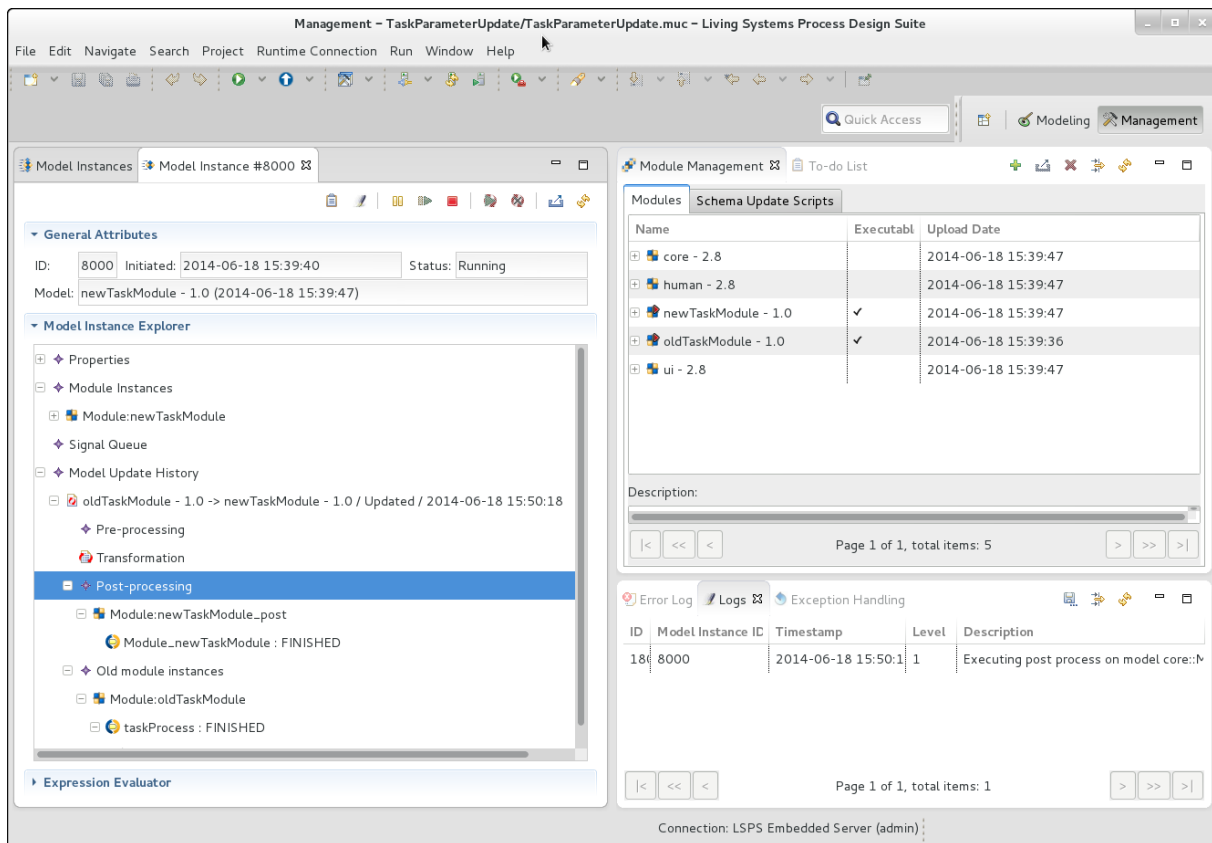 Management – TaskParameterUpdate/TaskParameterUpdate.muc – Living Systems Process Design Suite
File Edit Navigate Search Project Runtime Connection Run Window Help
Quick Access
Modeling Management
Model Instances Model Instance #8000
General Attributes
ID: 8000 Initiated: 2014-06-18 15:39:40 Status: Running
Model: newTaskModule - 1.0 (2014-06-18 15:39:47)
Model Instance Explorer
Properties
Module Instances
Module:newTaskModule
Signal Queue
Model Update History
oldTaskModule - 1.0 -> newTaskModule - 1.0 / Updated / 2014-06-18 15:50:18
Pre-processing
Transformation
Post-processing
Module:newTaskModule_post
Module_newTaskModule : FINISHED
Old module instances
Module:oldTaskModule
taskProcess : FINISHED
Expression Evaluator
Module Management To-do List
Modules Schema Update Scripts
Name Executabl Upload Date
core - 2.8 2014-06-18 15:39:47
human - 2.8 2014-06-18 15:39:47
newTaskModule - 1.0 ✔ 2014-06-18 15:39:47
oldTaskModule - 1.0 ✔ 2014-06-18 15:39:36
ui - 2.8 2014-06-18 15:39:47
Description:
|< << < Page 1 of 1, total items: 5 > >> >|
Error Log Logs Exception Handling
ID Model Instance ID Timestamp Level Description
8000 2014-06-18 15:50:1 1 Executing post process on model core::
|< << < Page 1 of 1, total items: 1 > >> >|
Connection: LSPS Embedded Server (admin)